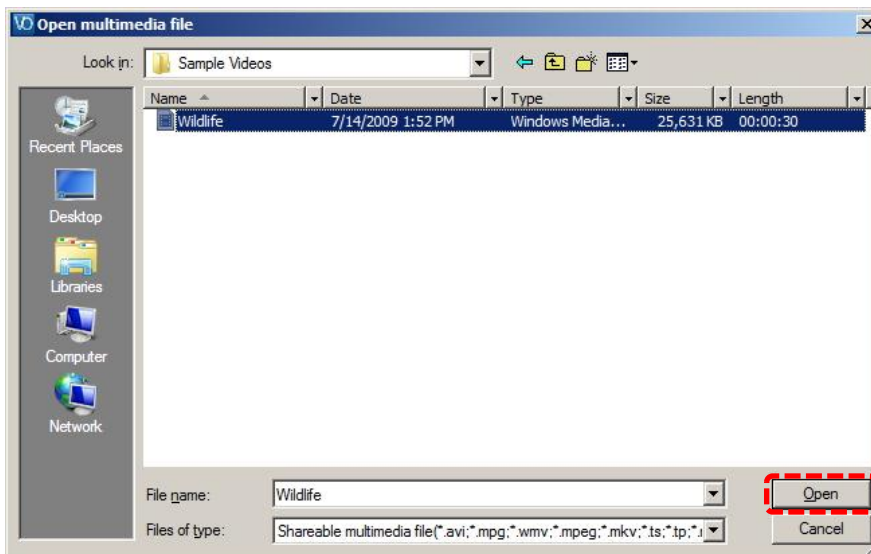 VO Open multimedia file
Look in: Sample Videos
Name Date Type Size Length
Wildlife 7/14/2009 1:52 PM Windows Media... 25,631 KB 00:00:30
Recent Places
Desktop
Libraries
Computer
Network
File name: Wildlife Open
Files of type: Shareable multimedia file(*.avi;*.mpg;*.wmv;*.mpeg;*.mkv;*.ts;*.tp;*. Cancel